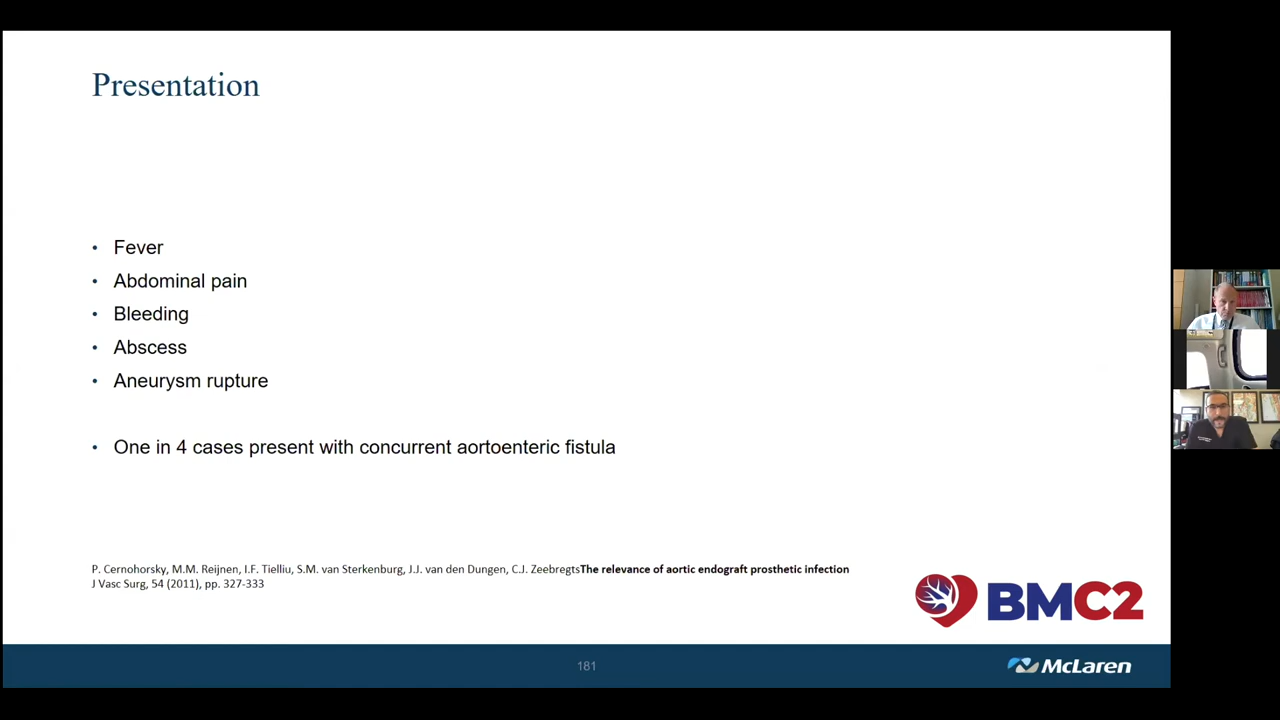 Presentation
• Fever
• Abdominal pain
• Bleeding
• Abscess
• Aneurysm rupture
• One in 4 cases present with concurrent aortoenteric fistula
P. Cernohorsky, M.M. Reijnen, I.F. Tielliu, S.M. van Sterkenburg, J.J. van den Dungen, C.J. ZeebregtsThe relevance of aortic endograft prosthetic infection
J Vasc Surg, 54 (2011), pp. 327-333
BMC2
181
McLaren